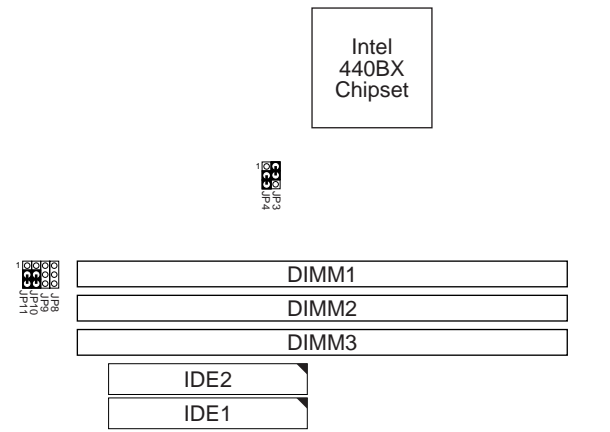 Intel
440BX
Chipset
1
JP4
JP3
1
JP11
JP10
JP9
JP8
DIMM1
DIMM2
DIMM3
IDE2
IDE1